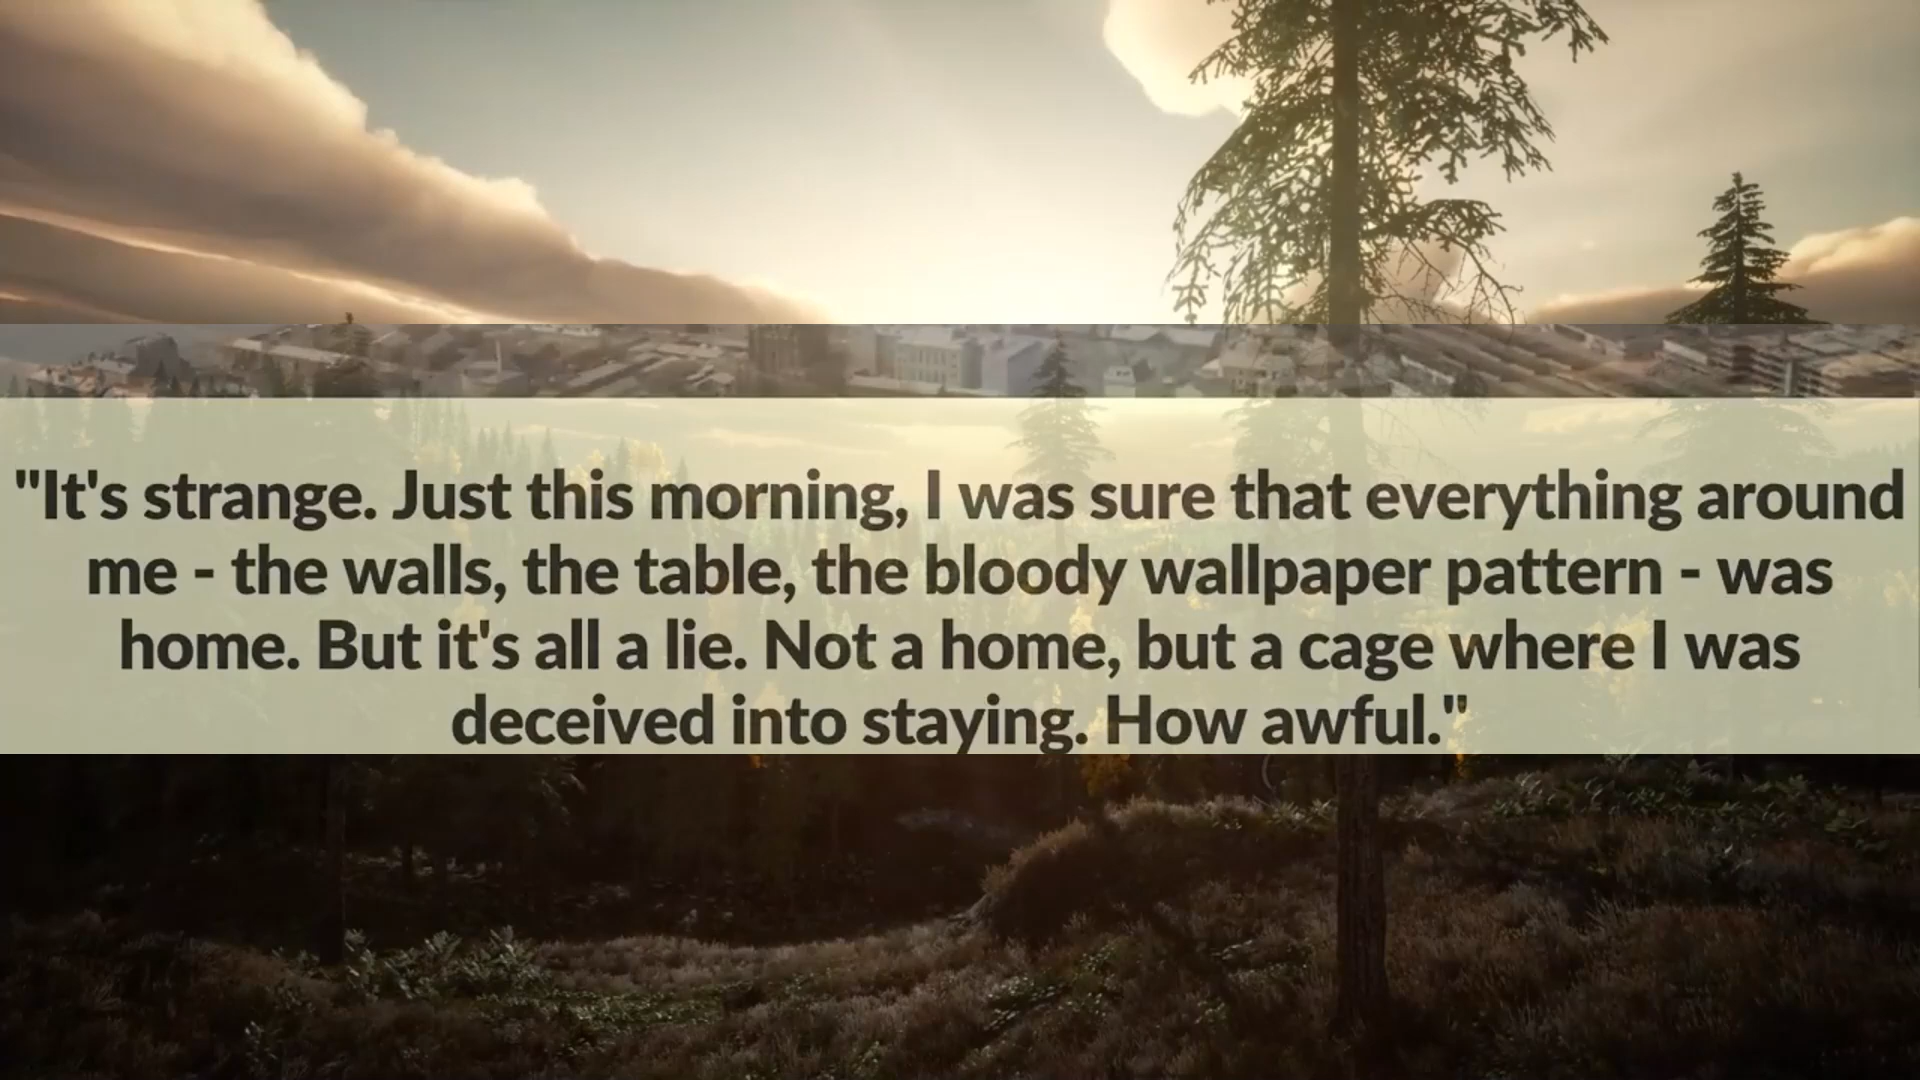 "It's strange. Just this morning, I was sure that everything around
me - the walls, the table, the bloody wallpaper pattern - was
home. But it's all a lie. Not a home, but a cage where I was
deceived into staying. How awful."